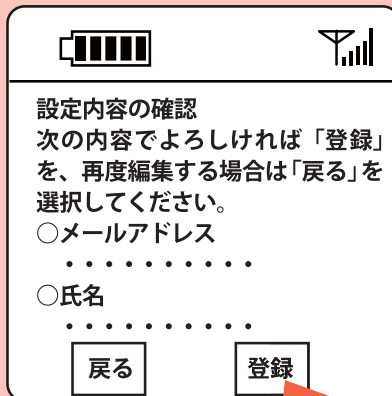 設定内容の確認
次の内容でよろしければ「登録」
を、再度編集する場合は「戻る」を
選択してください。
○メールアドレス
・・・・・・・・・・
○氏名
・・・・・・・・・・
戻る 登録